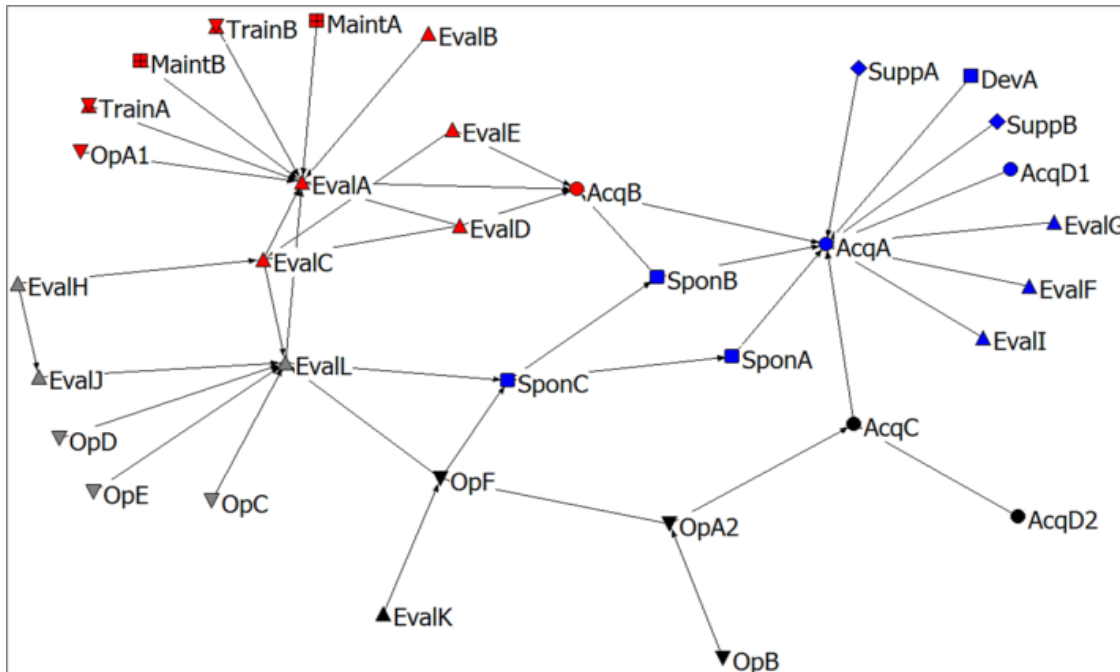 TrainB
MaintA
EvalB
MaintB
SuppA
DevA
TrainA
SuppB
EvalE
OpA1
AcqD1
EvalA
AcqB
EvalD
EvalG
AcqA
EvalC
EvalH
SponB
EvalF
EvalI
EvalJ
EvalL
SponC
SponA
AcqC
OpD
OpE
OpC
OpF
OpA2
AcqD2
EvalK
OpB